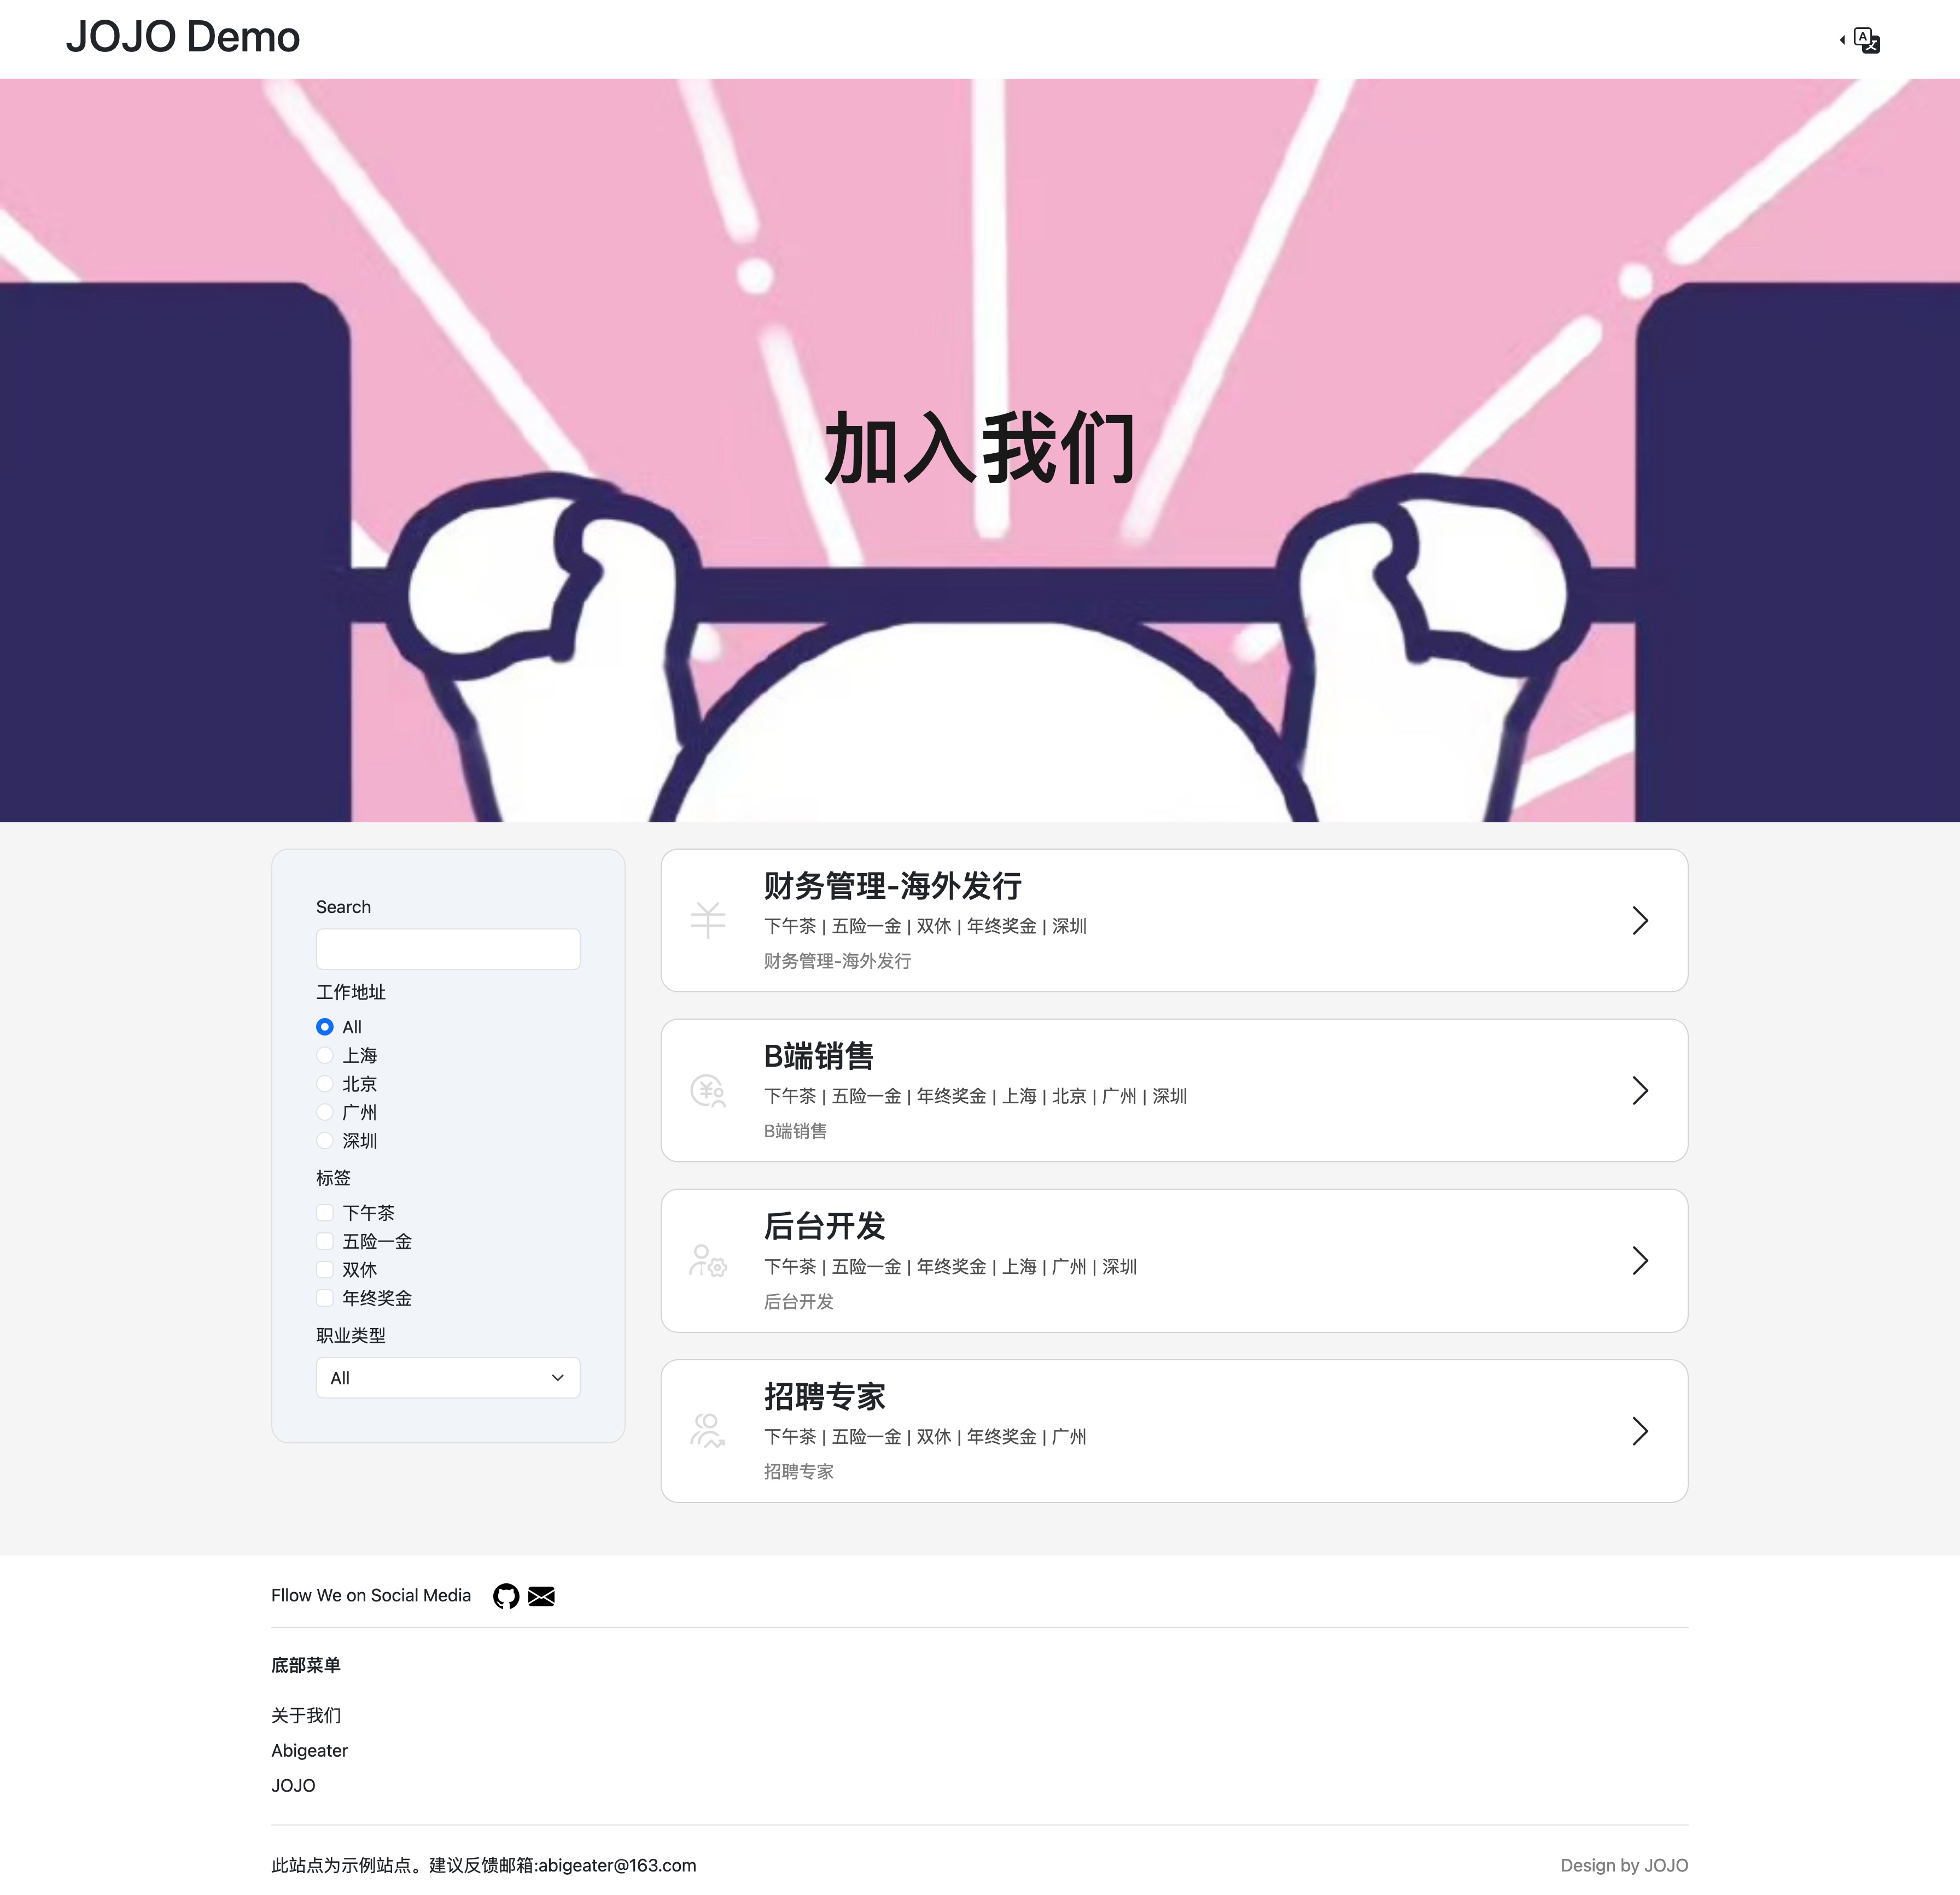 JOJO Demo
加入我们
Search
工作地址
All
上海
北京
广州
深圳
标签
下午茶
五险一金
双休
年终奖金
职业类型
All
财务管理-海外发行
下午茶 | 五险一金 | 双休 | 年终奖金 | 深圳
财务管理-海外发行
B端销售
下午茶 | 五险一金 | 年终奖金 | 上海 | 北京 | 广州 | 深圳
B端销售
后台开发
下午茶 | 五险一金 | 年终奖金 | 上海 | 广州 | 深圳
后台开发
招聘专家
下午茶 | 五险一金 | 双休 | 年终奖金 | 广州
招聘专家
Fllow We on Social Media
底部菜单
关于我们
Abigeater
JOJO
此站点为示例站点。建议反馈邮箱:abigeater@163.com
Design by JOJO